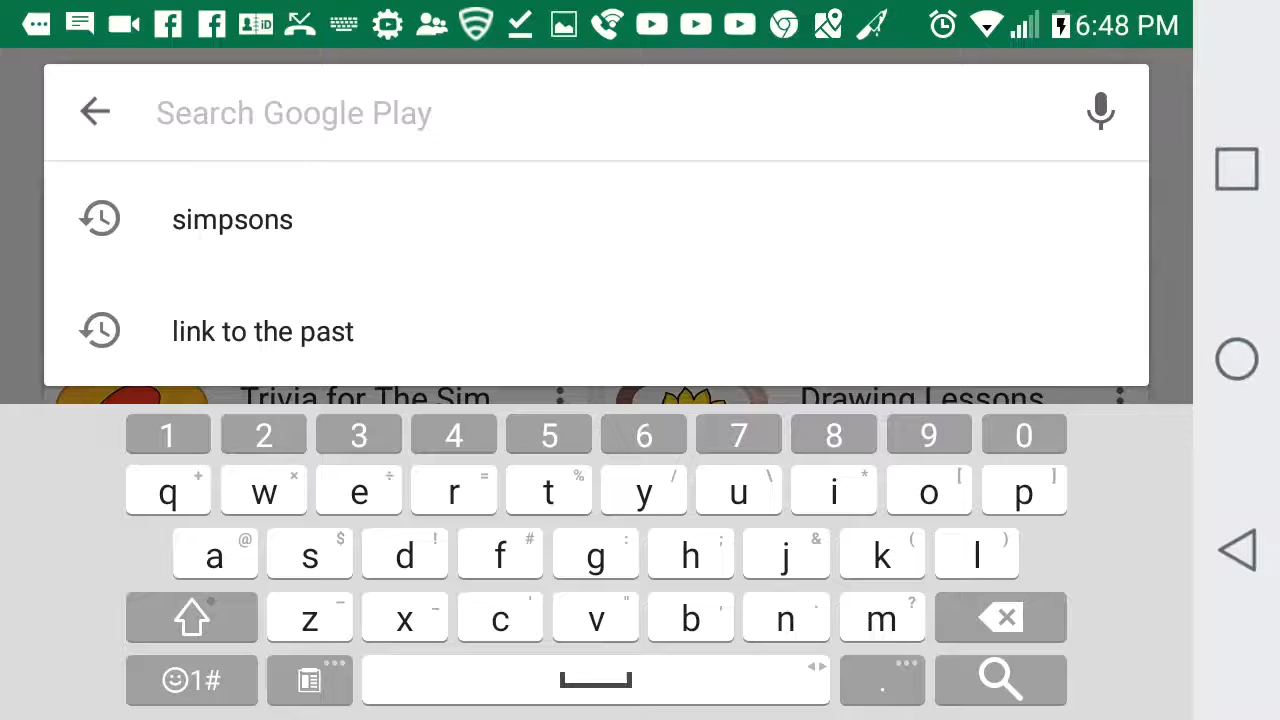 6:48 PM
Search Google Play
simpsons
link to the past
Trivia for The Sim
Drawing Lessons
1 2 3 4 5 6 7 8 9 0
q + w × e ÷ r = t % y / u \ i * o [ p ]
a @ s $ d ! f # g : h ; j & k ( l )
z – x _ c ' v " b , n . m ?
1# .